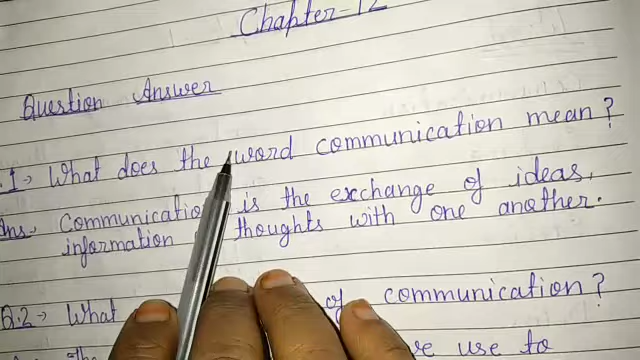 Chapter-12
Question Answer
.1→ What does the word communication mean?
Ans→ Communication is the exchange of ideas,
information thoughts with one another.
Q.2→ What of communication?
The use to